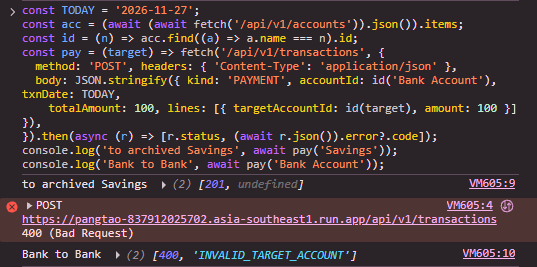 > const TODAY = '2026-11-27';
const acc = (await (await fetch('/api/v1/accounts')).json()).items;
const id = (n) => acc.find((a) => a.name === n).id;
const pay = (target) => fetch('/api/v1/transactions', {
method: 'POST', headers: { 'Content-Type': 'application/json' },
body: JSON.stringify({ kind: 'PAYMENT', accountId: id('Bank Account'),
txnDate: TODAY,
totalAmount: 100, lines: [{ targetAccountId: id(target), amount: 100 }]
}),
}).then(async (r) => [r.status, (await r.json()).error?.code]);
console.log('to archived Savings', await pay('Savings'));
console.log('Bank to Bank', await pay('Bank Account'));
to archived Savings ▶ (2) [201, undefined] VM605:9
▶ POST VM605:4
https://pangtao-837912025702.asia-southeast1.run.app/api/v1/transactions
400 (Bad Request)
Bank to Bank ▶ (2) [400, 'INVALID_TARGET_ACCOUNT'] VM605:10